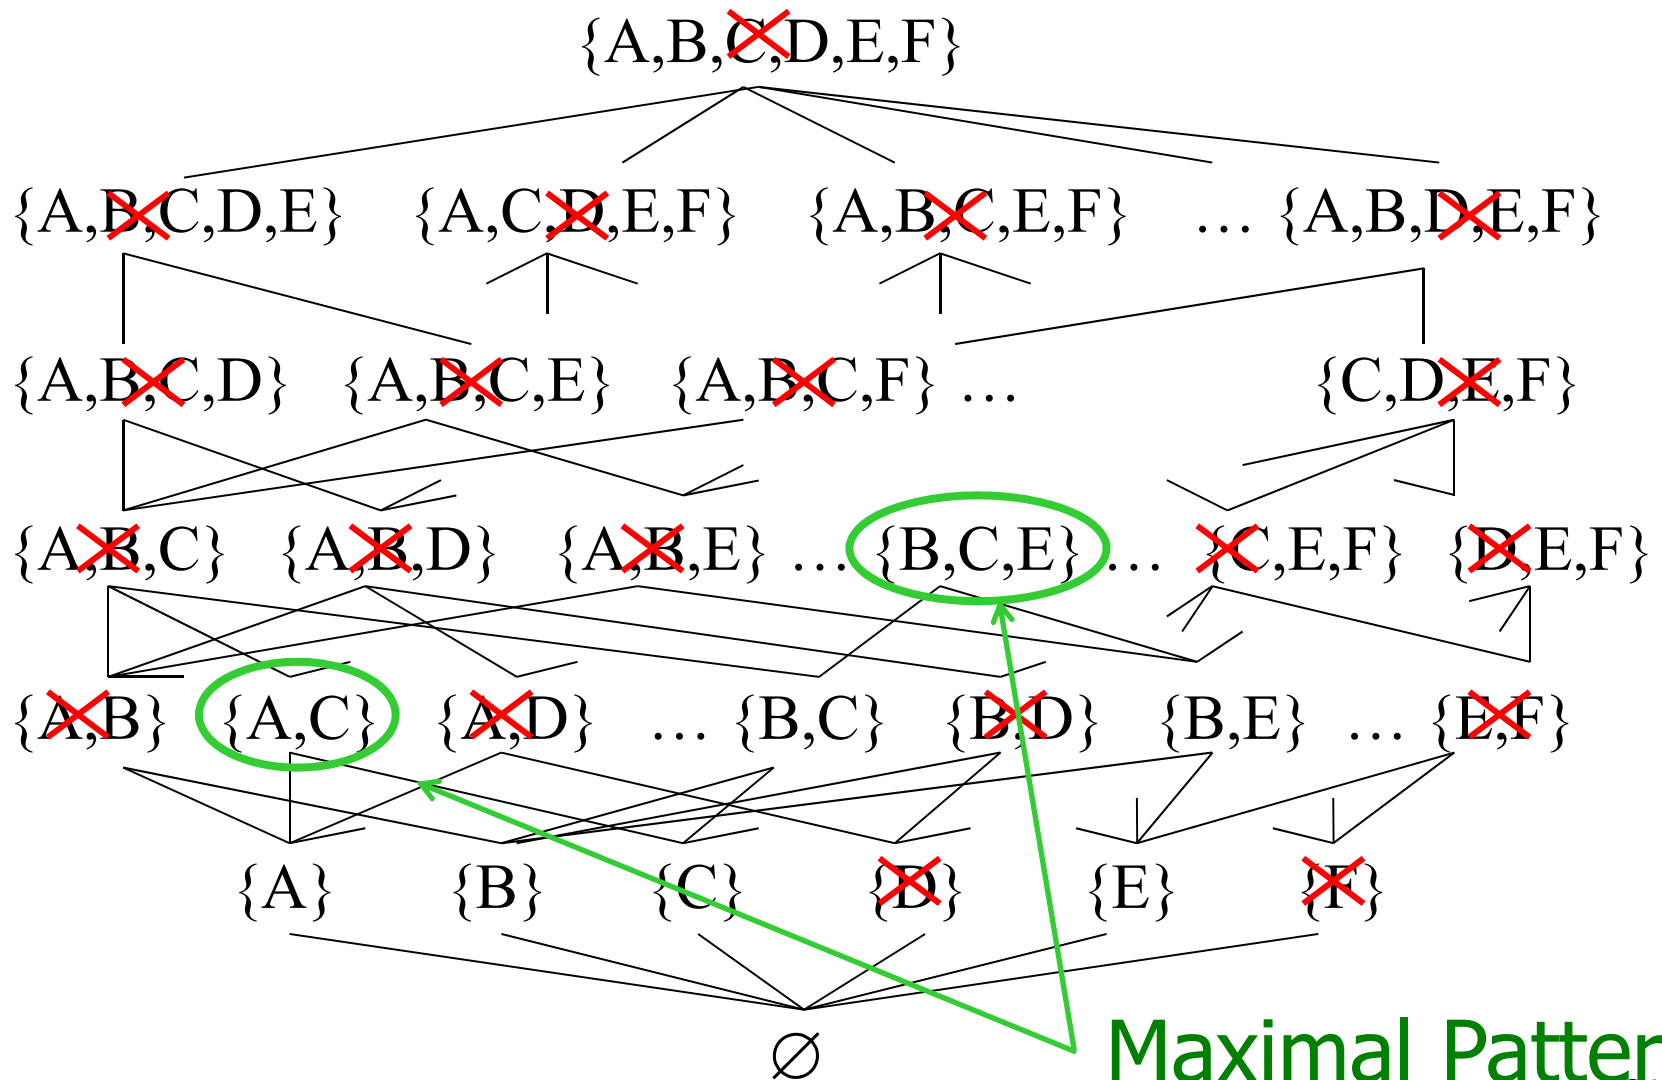 {A,B,C,D,E,F}
{A,B,C,D,E} {A,C,D,E,F} {A,B,C,E,F} … {A,B,D,E,F}
{A,B,C,D} {A,B,C,E} {A,B,C,F} … {C,D,E,F}
{A,B,C} {A,B,D} {A,B,E} … {B,C,E} … {C,E,F} {D,E,F}
{A,B} {A,C} {A,D} … {B,C} {B,D} {B,E} … {E,F}
{A} {B} {C} {D} {E} {F}
∅
Maximal Patter